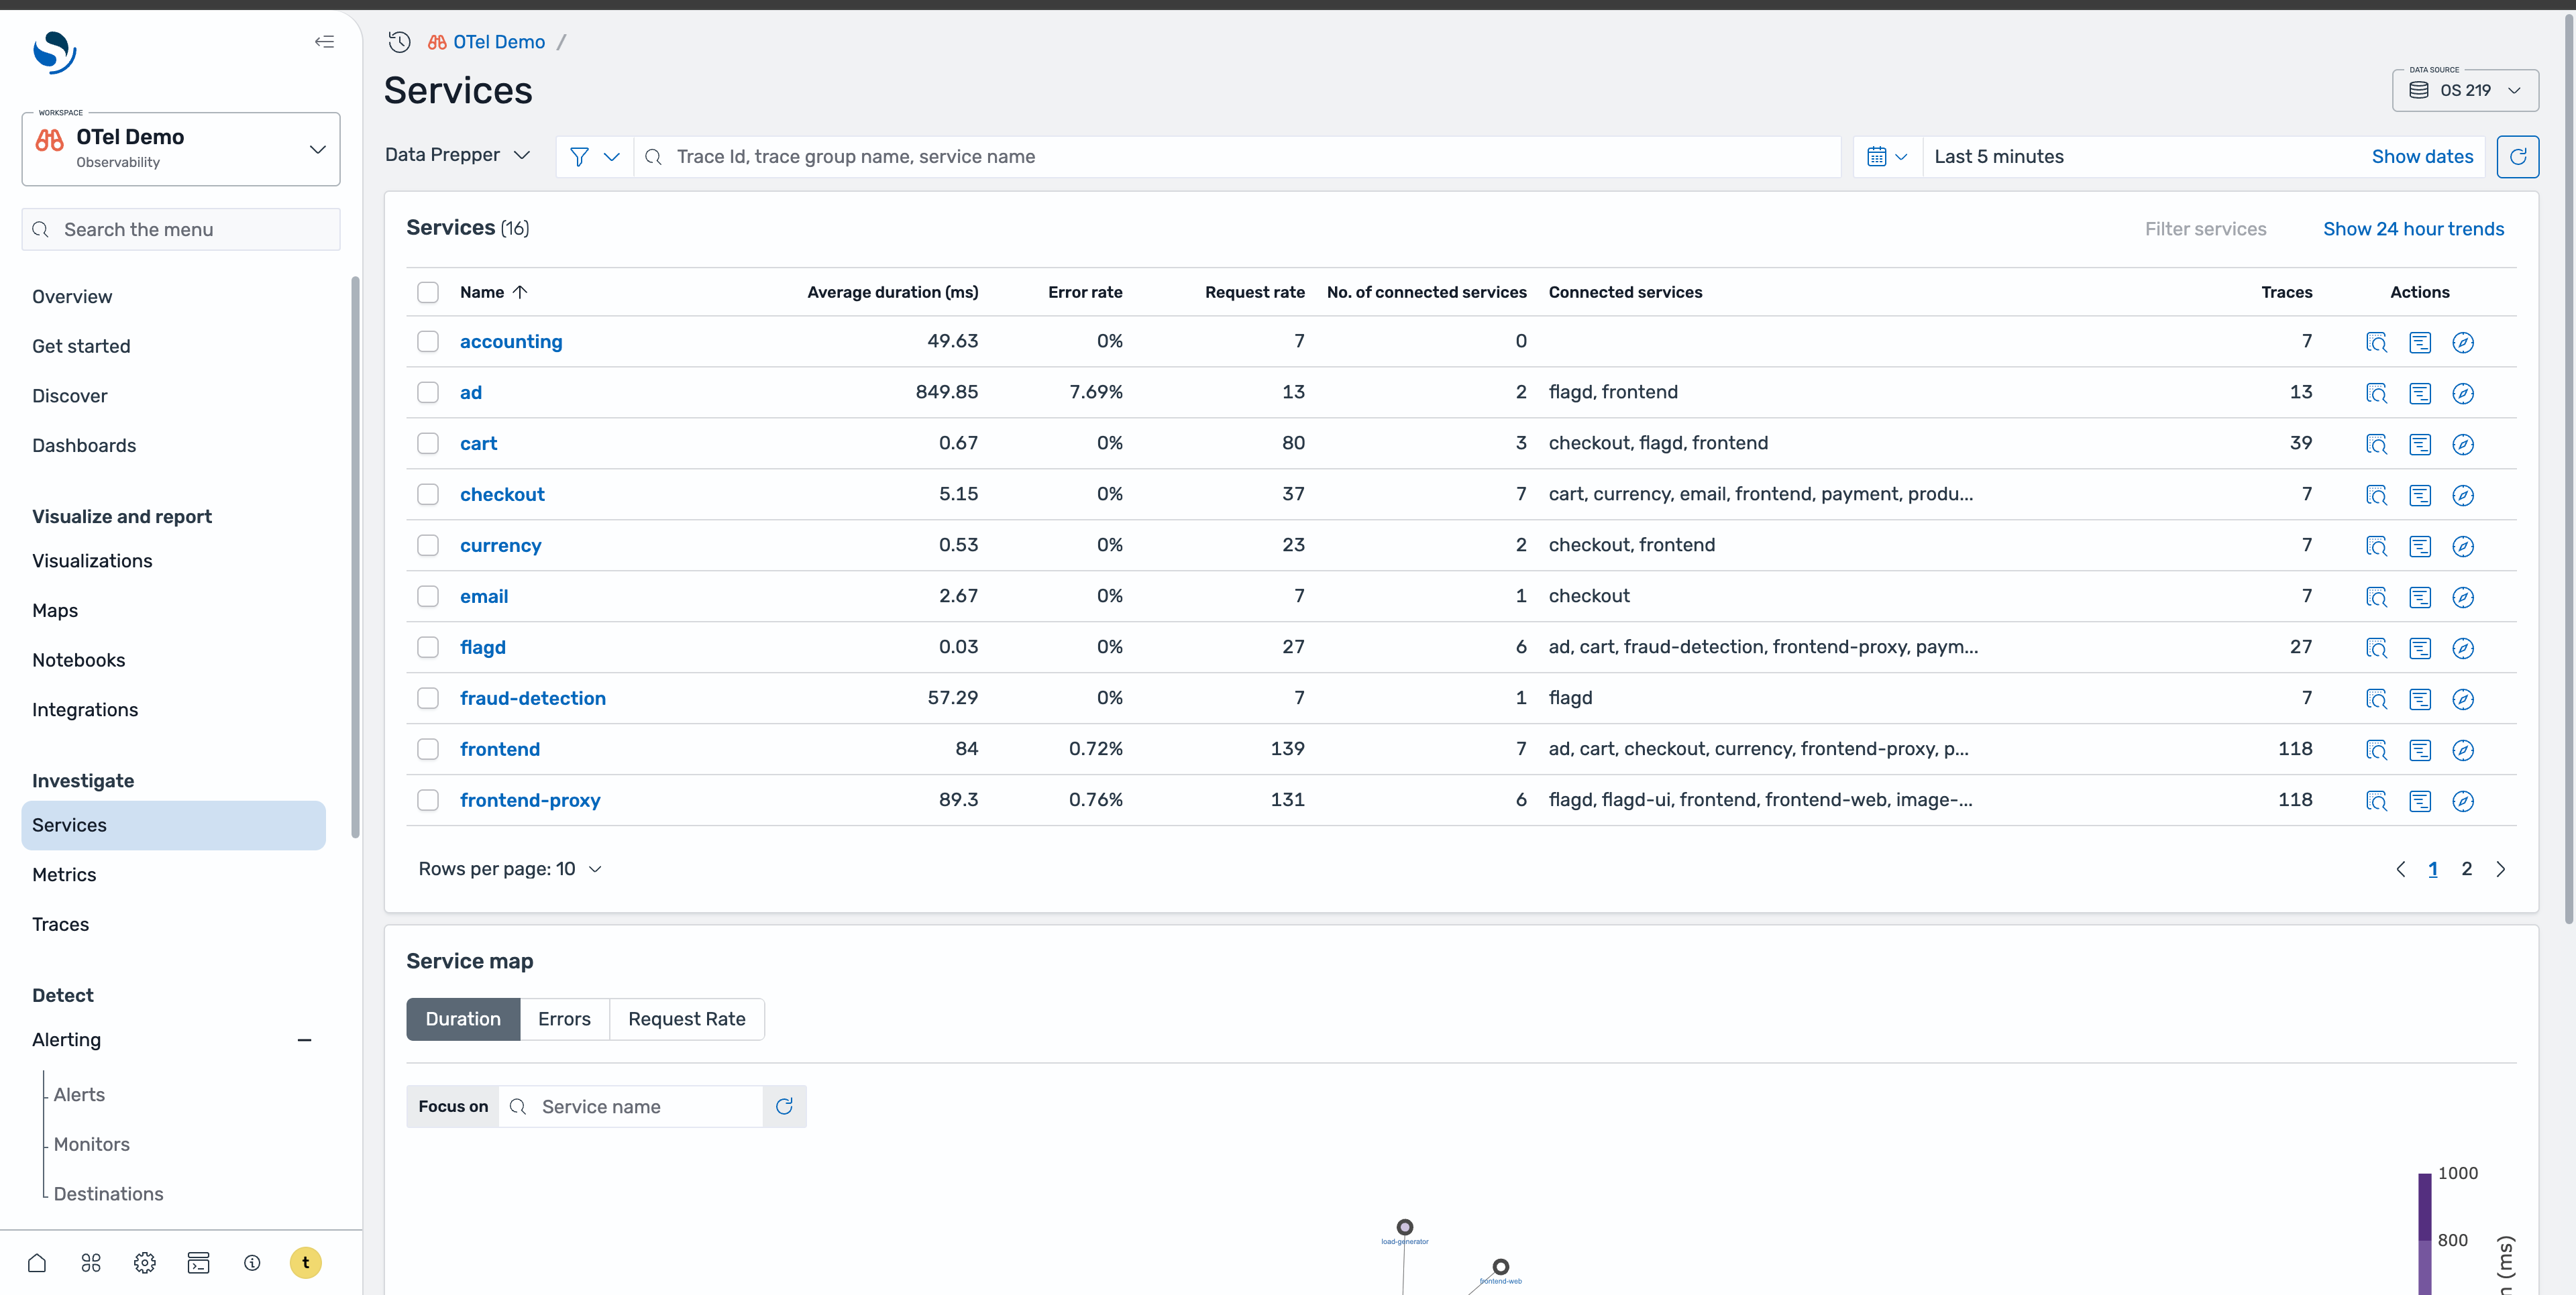 OTel Demo /
Services
DATA SOURCE
OS 219
WORKSPACE
OTel Demo
Observability
Search the menu
Overview
Get started
Discover
Dashboards
Visualize and report
Visualizations
Maps
Notebooks
Integrations
Investigate
Services
Metrics
Traces
Detect
Alerting
Alerts
Monitors
Destinations
t
Data Prepper
Trace Id, trace group name, service name
Last 5 minutes
Show dates
Services (16)
Filter services
Show 24 hour trends
Name Average duration (ms) Error rate Request rate No. of connected services Connected services Traces Actions
accounting 49.63 0% 7 0 7
ad 849.85 7.69% 13 2 flagd, frontend 13
cart 0.67 0% 80 3 checkout, flagd, frontend 39
checkout 5.15 0% 37 7 cart, currency, email, frontend, payment, produ... 7
currency 0.53 0% 23 2 checkout, frontend 7
email 2.67 0% 7 1 checkout 7
flagd 0.03 0% 27 6 ad, cart, fraud-detection, frontend-proxy, paym... 27
fraud-detection 57.29 0% 7 1 flagd 7
frontend 84 0.72% 139 7 ad, cart, checkout, currency, frontend-proxy, p... 118
frontend-proxy 89.3 0.76% 131 6 flagd, flagd-ui, frontend, frontend-web, image-... 118
Rows per page: 10
1 2
Service map
Duration Errors Request Rate
Focus on
Service name
load-generator
frontend-web
1000
800
n (ms)